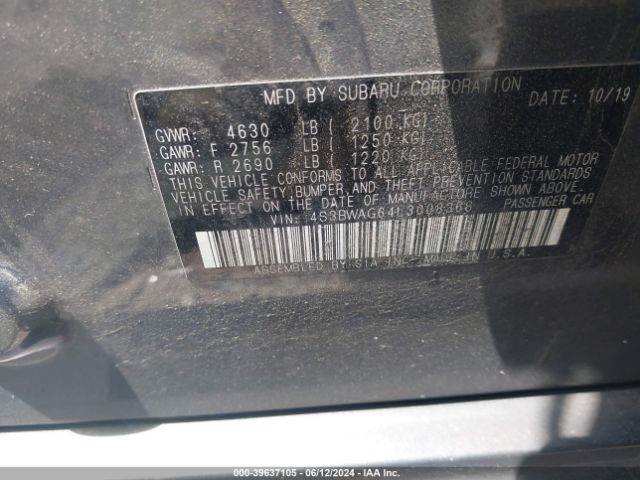 MFD BY SUBARU CORPORATION DATE: 10/19
GVWR: 4630 LB ( 2100 KG)
GAWR: F 2756 LB ( 1250 KG)
GAWR: R 2690 LB ( 1220 KG)
THIS VEHICLE CONFORMS TO ALL APPLICABLE FEDERAL MOTOR
VEHICLE SAFETY, BUMPER, AND THEFT PREVENTION STANDARDS
IN EFFECT ON THE DATE OF MANUFACTURE SHOWN ABOVE.
VIN: PASSENGER CAR
ASSEMBLED BY SIA INC. MADE IN U.S.A.
000-39637105 - 06/12/2024 - IAA Inc.